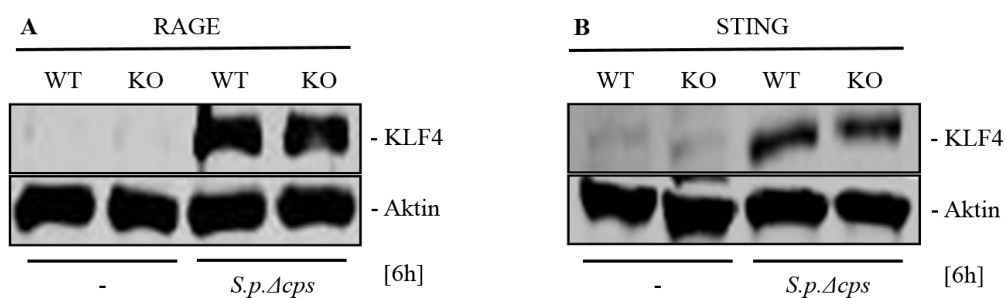 A RAGE
WT KO WT KO
- KLF4
- Aktin
- S.p.Δcps [6h]
B STING
WT KO WT KO
- KLF4
- Aktin
- S.p.Δcps [6h]